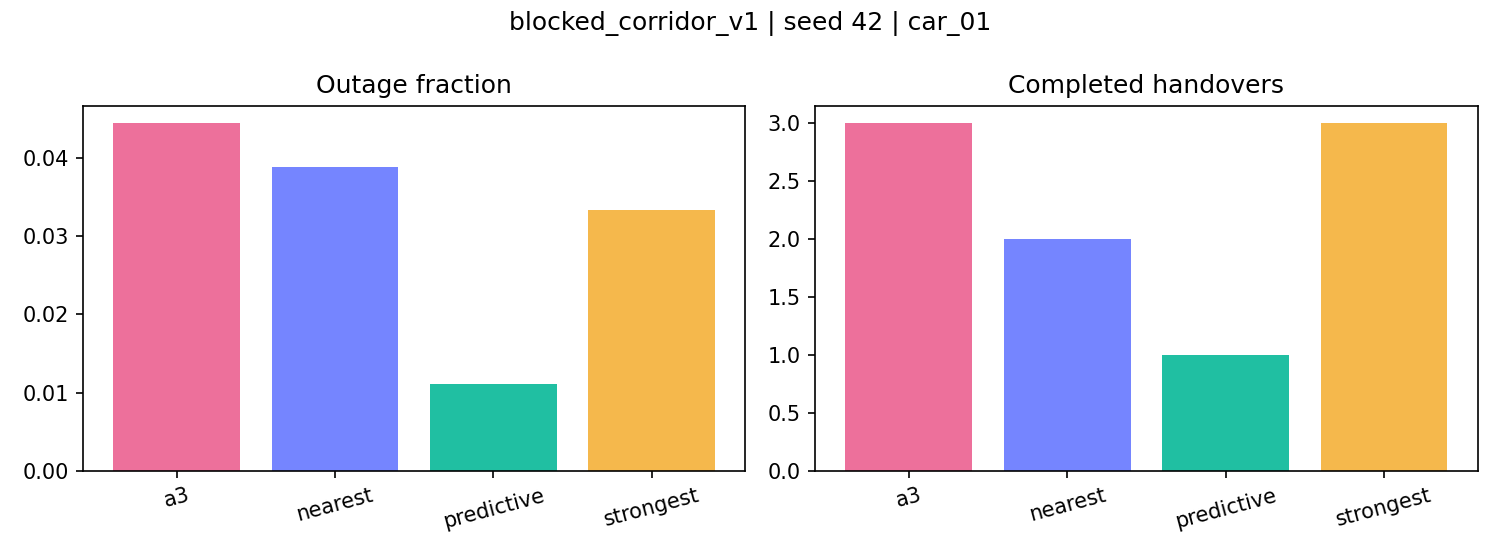 blocked_corridor_v1 | seed 42 | car_01
Outage fraction
0.04
0.03
0.02
0.01
0.00
a3
nearest
predictive
strongest
Completed handovers
3.0
2.5
2.0
1.5
1.0
0.5
0.0
a3
nearest
predictive
strongest